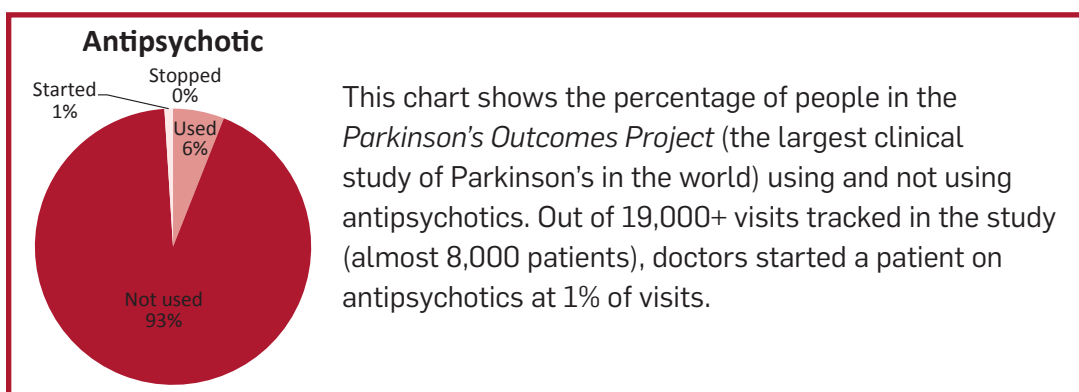 Antipsychotic
Stopped
0%
Started
1%
Used
6%
Not used
93%
This chart shows the percentage of people in the
Parkinson's Outcomes Project (the largest clinical
study of Parkinson's in the world) using and not using
antipsychotics. Out of 19,000+ visits tracked in the study
(almost 8,000 patients), doctors started a patient on
antipsychotics at 1% of visits.